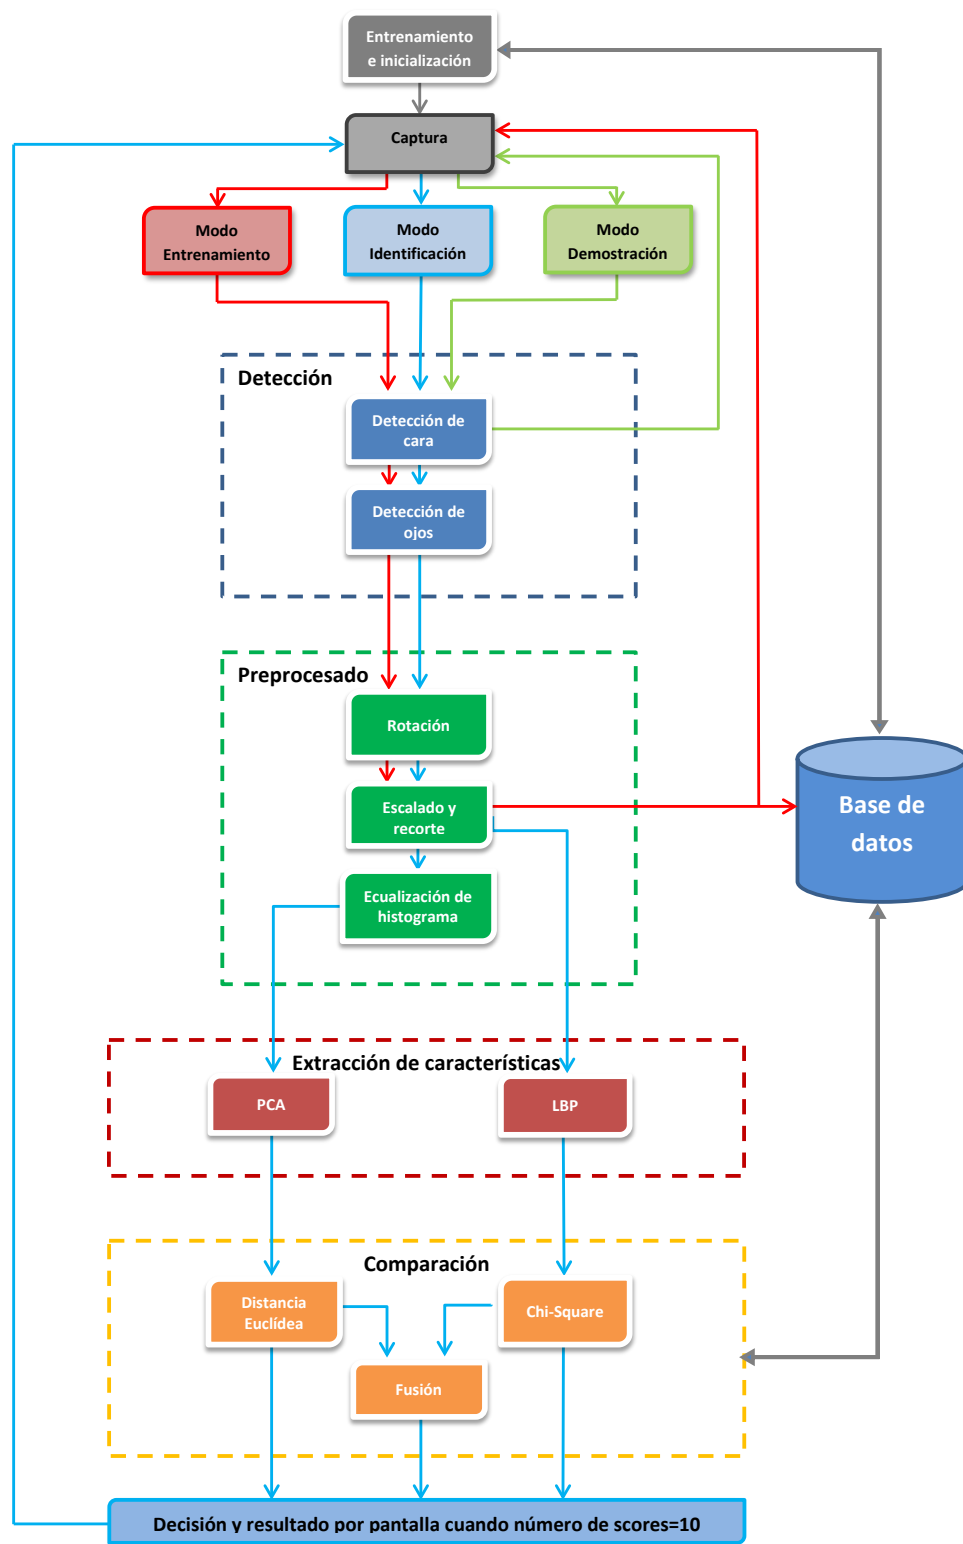 Entrenamiento
e inicialización
Captura
Modo
Entrenamiento
Modo
Identificación
Modo
Demostración
Detección
Detección de
cara
Detección de
ojos
Preprocesado
Rotación
Escalado y
recorte
Ecualización de
histograma
Base de
datos
Extracción de característícas
PCA
LBP
Comparación
Distancia
Euclídea
Chi-Square
Fusión
Decisión y resultado por pantalla cuando número de scores=10